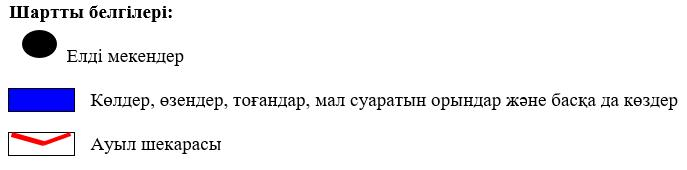 Шартты белгілері:
Елді мекендер
Көлдер, өзендер, тоғандар, мал суаратын орындар және басқа да көздер
Ауыл шекарасы